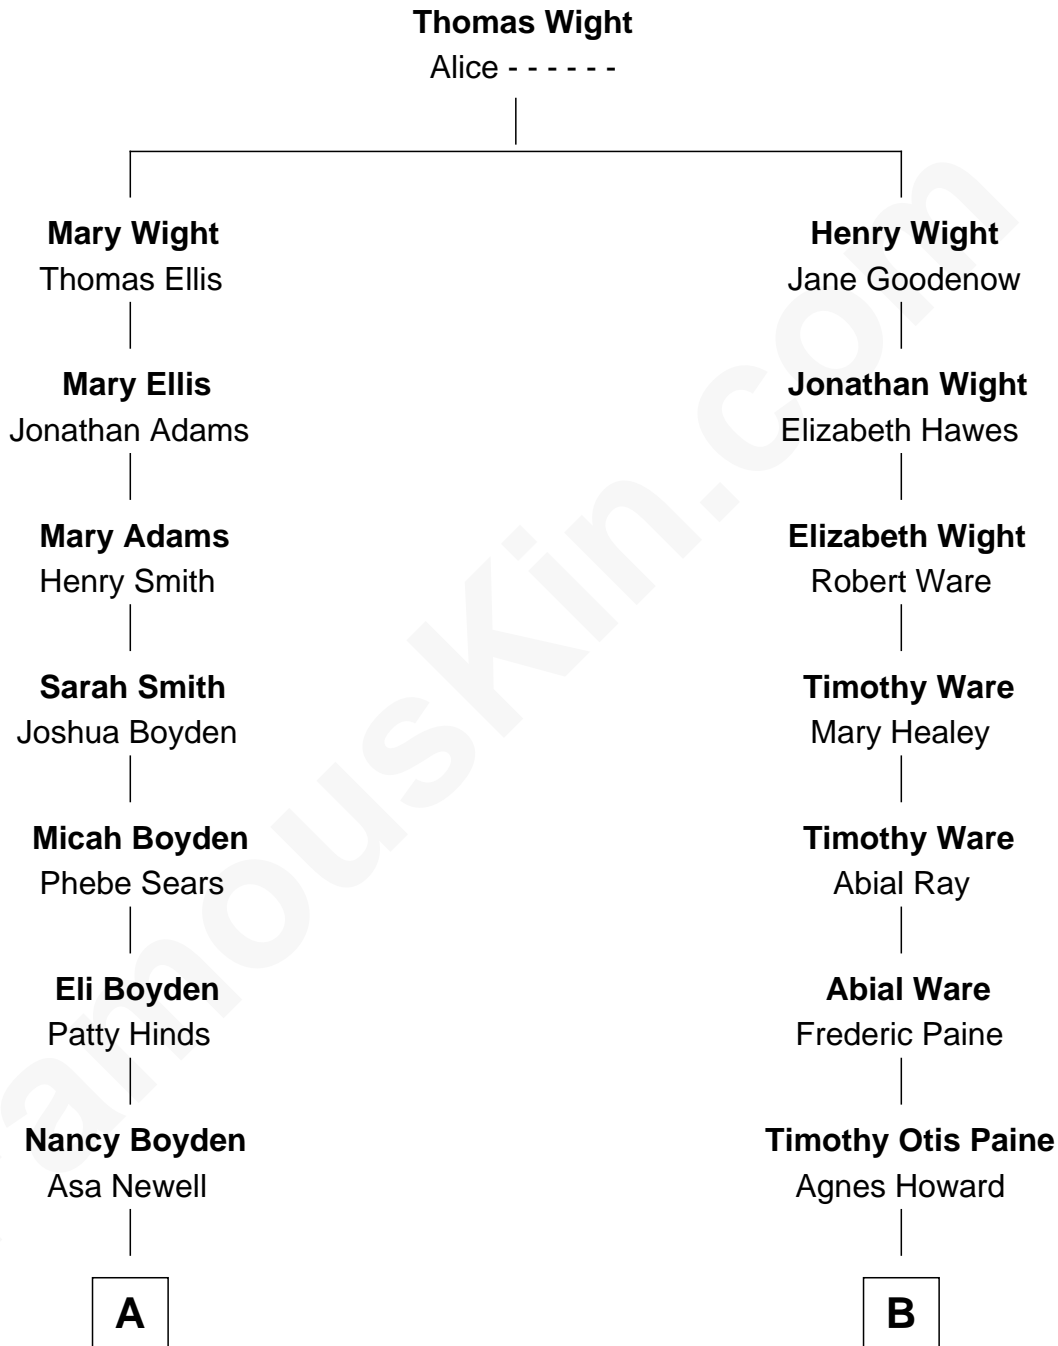 Thomas Wight
Alice - - - - - -
Mary Wight
Thomas Ellis
Henry Wight
Jane Goodenow
Mary Ellis
Jonathan Adams
Jonathan Wight
Elizabeth Hawes
Mary Adams
Henry Smith
Elizabeth Wight
Robert Ware
Sarah Smith
Joshua Boyden
Timothy Ware
Mary Healey
Micah Boyden
Phebe Sears
Timothy Ware
Abial Ray
Eli Boyden
Patty Hinds
Abial Ware
Frederic Paine
Nancy Boyden
Asa Newell
Timothy Otis Paine
Agnes Howard
A
B
amouskin.com